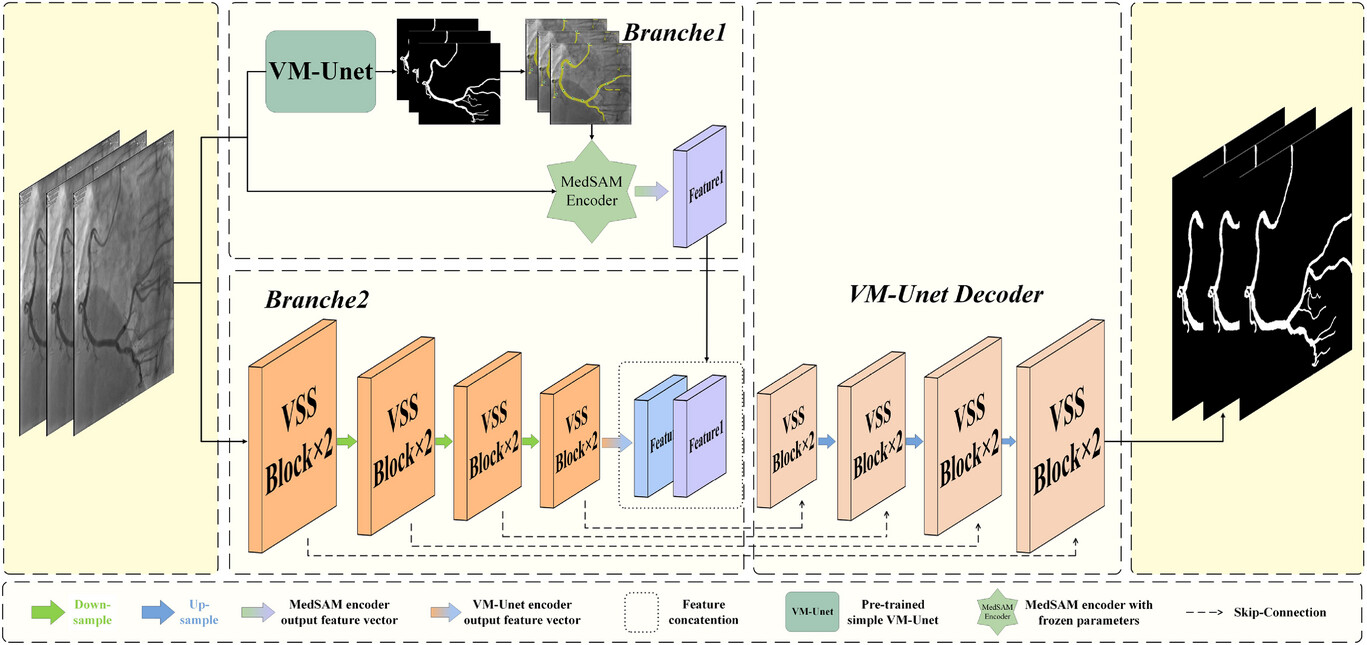 Branche1
VM-Unet
MedSAM
Encoder
Feature1
Branche2
VSS
Block×2
VSS
Block×2
VSS
Block×2
VSS
Block×2
Featur
Feature1
VM-Unet Decoder
VSS
Block×2
VSS
Block×2
VSS
Block×2
VSS
Block×2
Down-
sample
Up-
sample
MedSAM encoder
output feature vector
VM-Unet encoder
output feature vector
Feature
concatention
VM-Unet
Pre-trained
simple VM-Unet
MedSAM
Encoder
MedSAM encoder with
frozen parameters
Skip-Connection